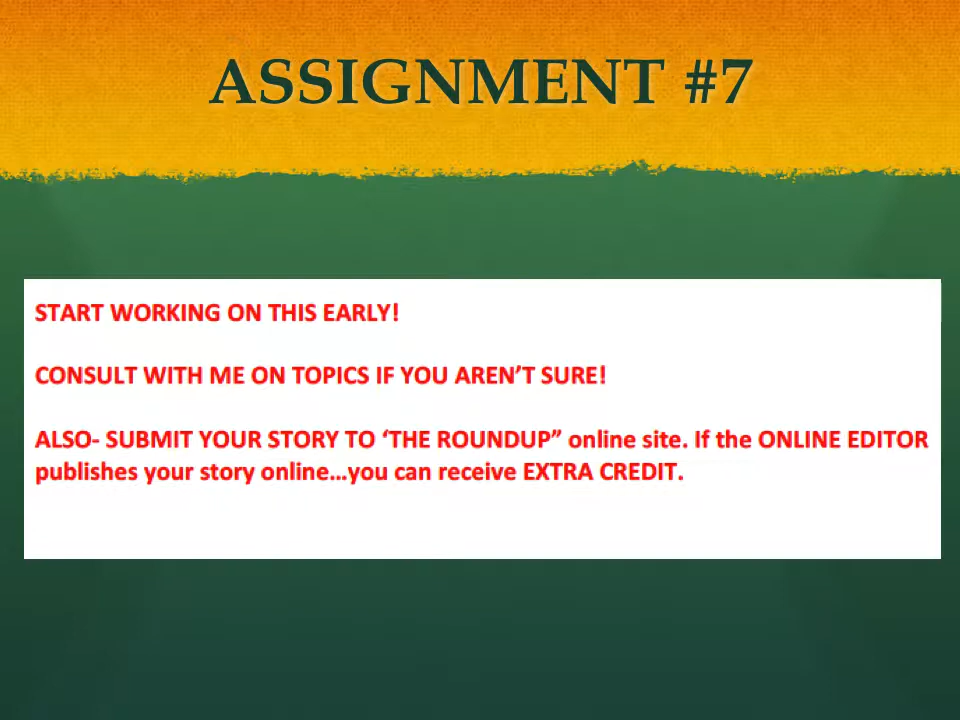 ASSIGNMENT #7
START WORKING ON THIS EARLY!
CONSULT WITH ME ON TOPICS IF YOU AREN’T SURE!
ALSO- SUBMIT YOUR STORY TO ‘THE ROUNDUP” online site. If the ONLINE EDITOR
publishes your story online…you can receive EXTRA CREDIT.